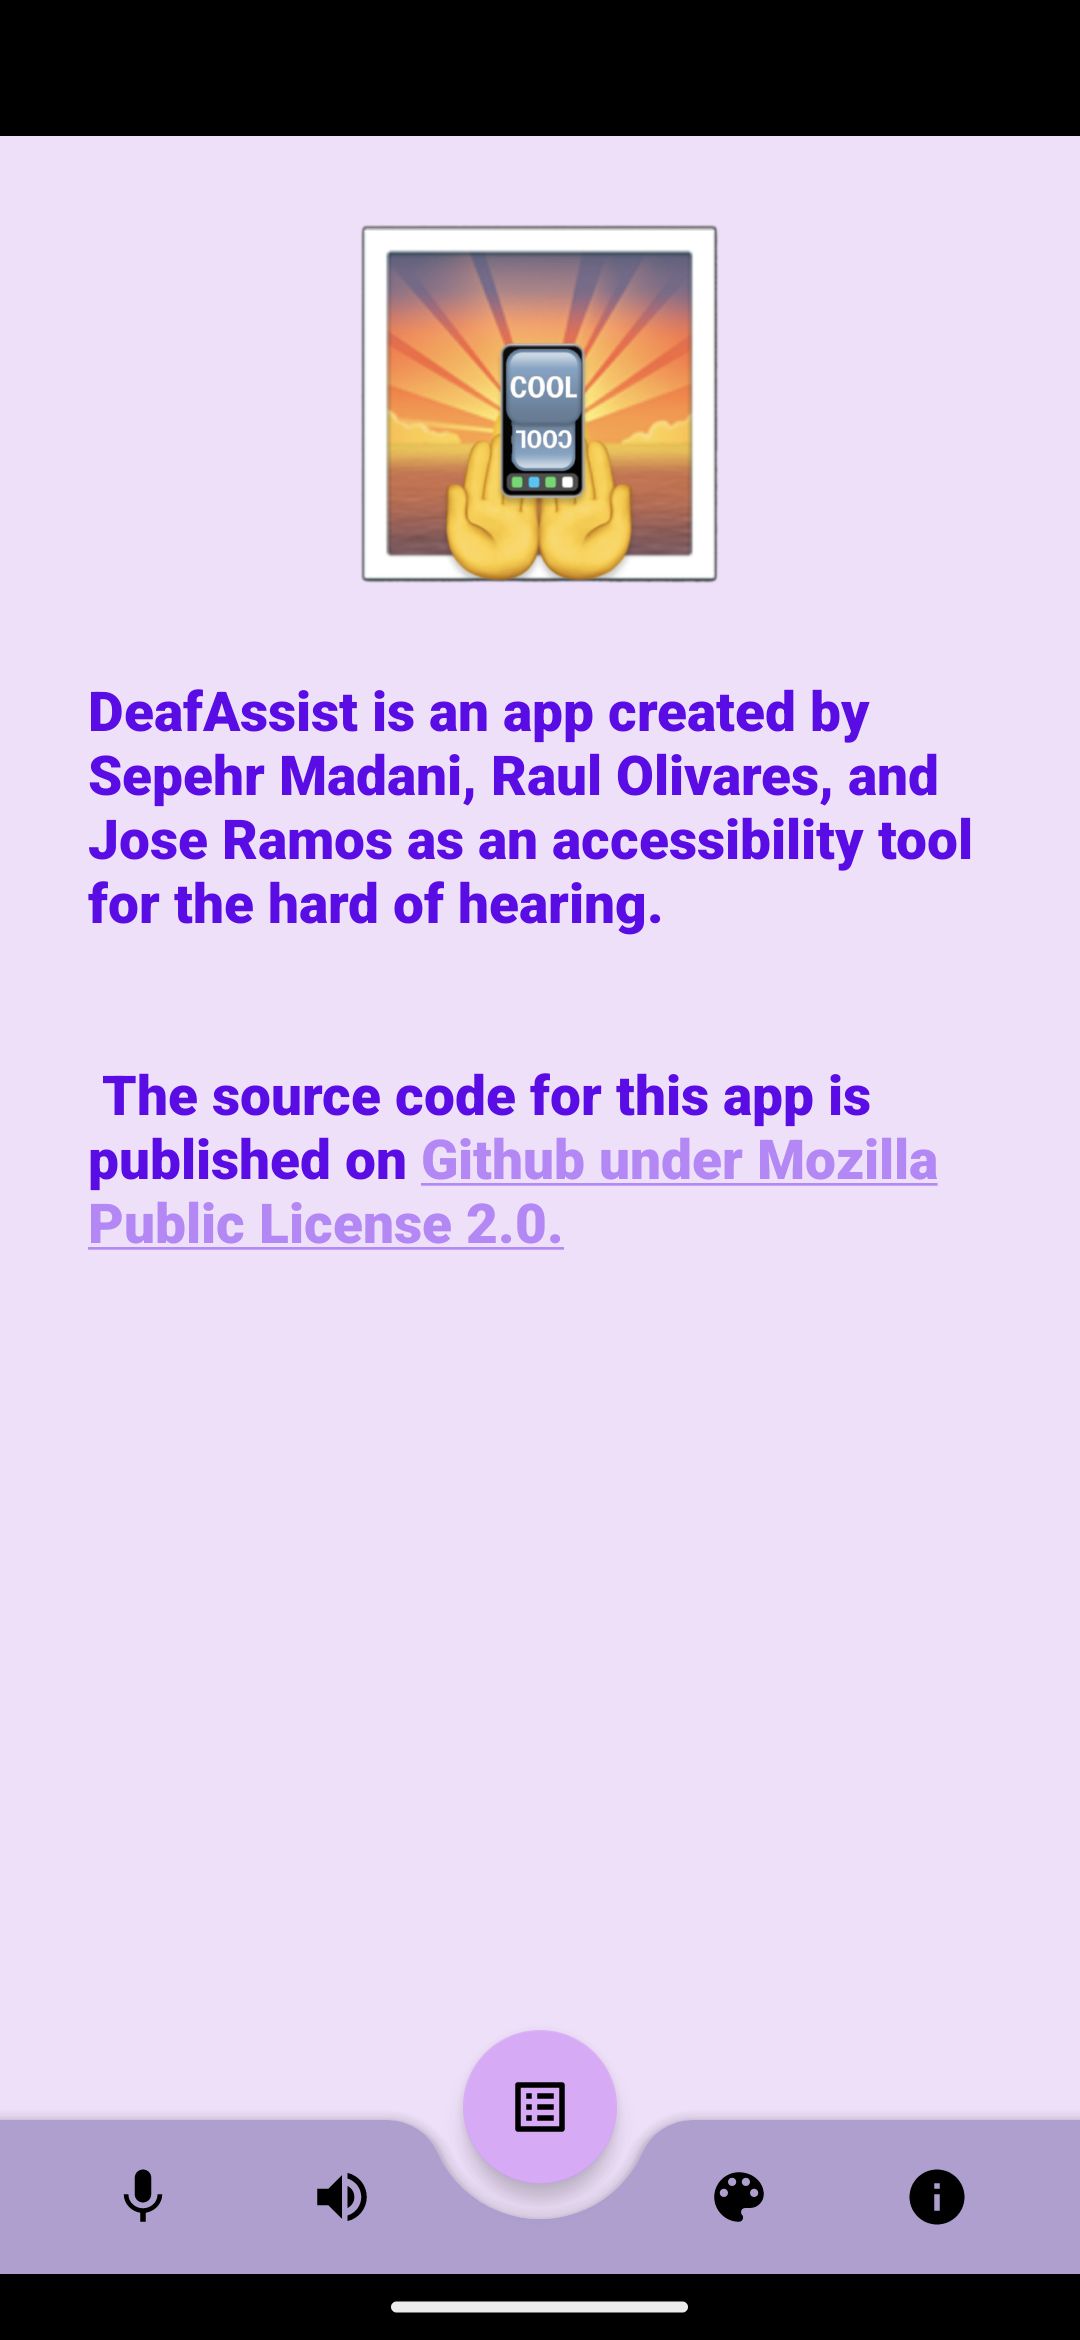 COOL
COOL
DeafAssist is an app created by
Sepehr Madani, Raul Olivares, and
Jose Ramos as an accessibility tool
for the hard of hearing.
The source code for this app is
published on Github under Mozilla
Public License 2.0.